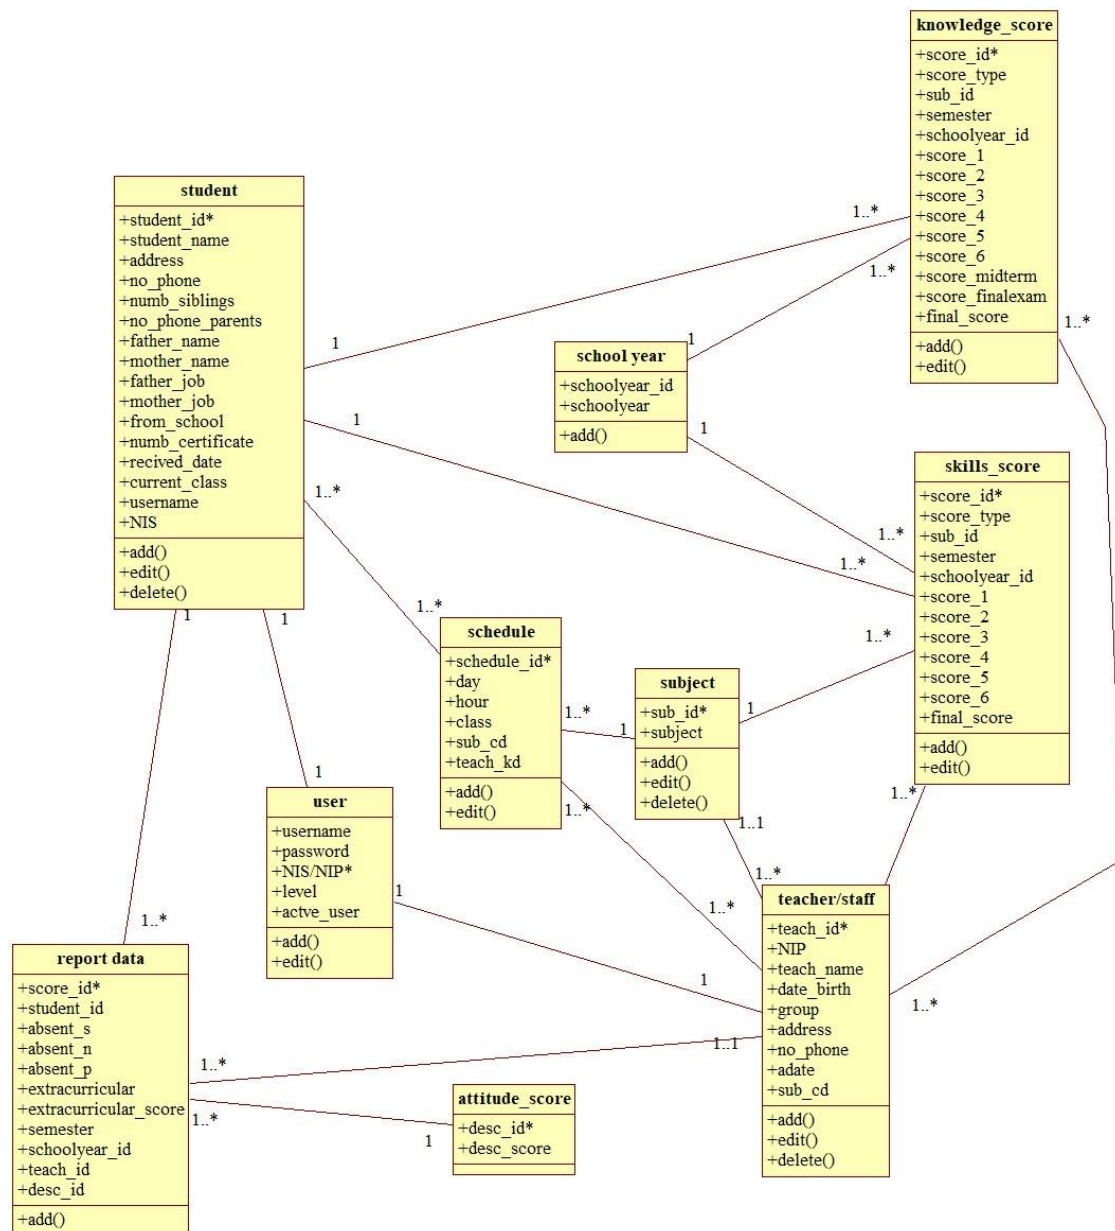 knowledge_score
+score_id*
+score_type
+sub_id
+semester
+schoolyear_id
+score_1
+score_2
+score_3
+score_4
+score_5
+score_6
+score_midterm
+score_finalexam
+final_score
+add()
+edit()
student
+student_id*
+student_name
+address
+no_phone
+numb_siblings
+no_phone_parents
+father_name
+mother_name
+father_job
+mother_job
+from_school
+numb_certificate
+recived_date
+current_class
+username
+NIS
+add()
+edit()
+delete()
1..*
1..*
1..*
1
1
school year
+schoolyear_id
+schoolyear
+add()
1
1
1..*
1..*
1..*
skills_score
+score_id*
+score_type
+sub_id
+semester
+schoolyear_id
+score_1
+score_2
+score_3
+score_4
+score_5
+score_6
+final_score
+add()
+edit()
1
1
1..*
schedule
+schedule_id*
+day
+hour
+class
+sub_cd
+teach_kd
+add()
+edit()
1..*
1
1..*
subject
+sub_id*
+subject
+add()
+edit()
+delete()
1..*
1
1..1
1..*
1..*
1..*
1
user
+username
+password
+NIS/NIP*
+level
+actve_user
+add()
+edit()
1
1
teacher/staff
+teach_id*
+NIP
+teach_name
+date_birth
+group
+address
+no_phone
+adate
+sub_cd
+add()
+edit()
+delete()
1..*
1..*
report data
+score_id*
+student_id
+absent_s
+absent_n
+absent_p
+extracurricular
+extracurricular_score
+semester
+schoolyear_id
+teach_id
+desc_id
+add()
1..*
1..1
1..*
1
attitude_score
+desc_id*
+desc_score